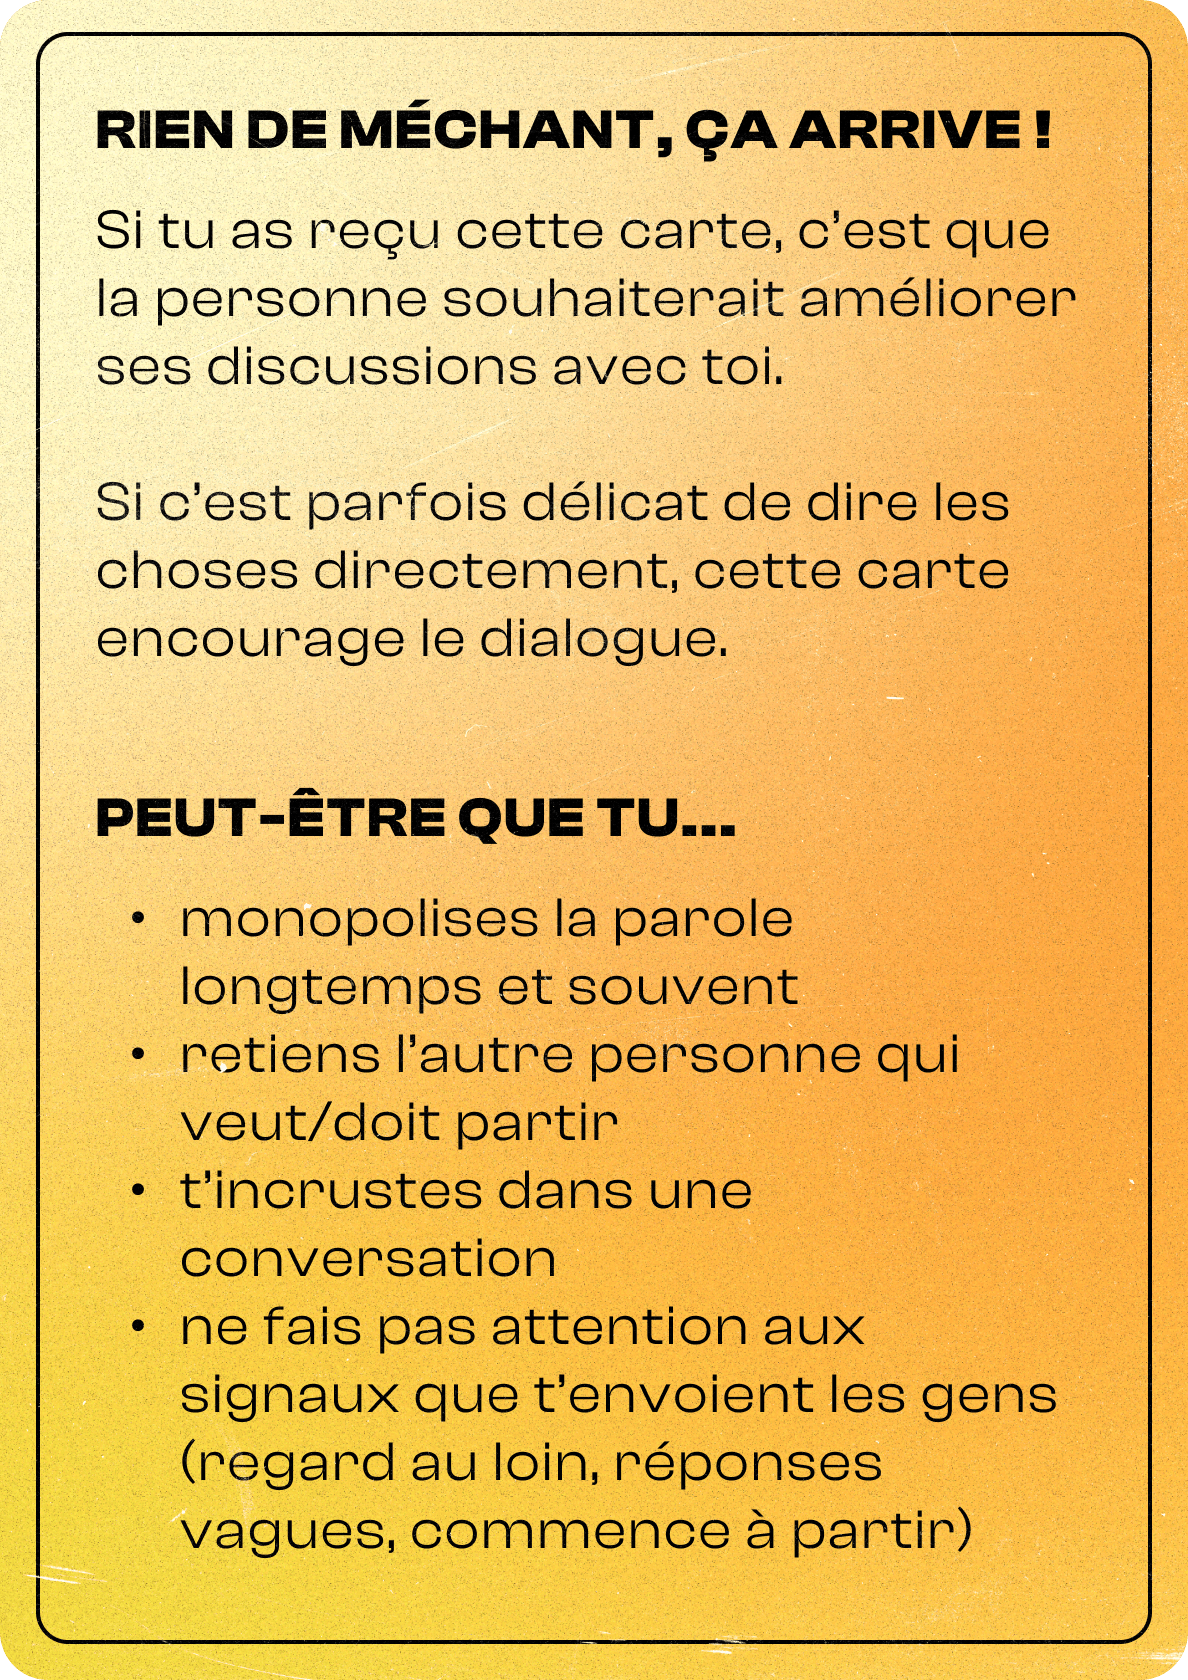 RIEN DE MÉCHANT, ÇA ARRIVE !
Si tu as reçu cette carte, c’est que
la personne souhaiterait améliorer
ses discussions avec toi.
Si c’est parfois délicat de dire les
choses directement, cette carte
encourage le dialogue.
PEUT-ÊTRE QUE TU...
• monopolises la parole
longtemps et souvent
• retiens l’autre personne qui
veut/doit partir
• t’incrustes dans une
conversation
• ne fais pas attention aux
signaux que t’envoient les gens
(regard au loin, réponses
vagues, commence à partir)